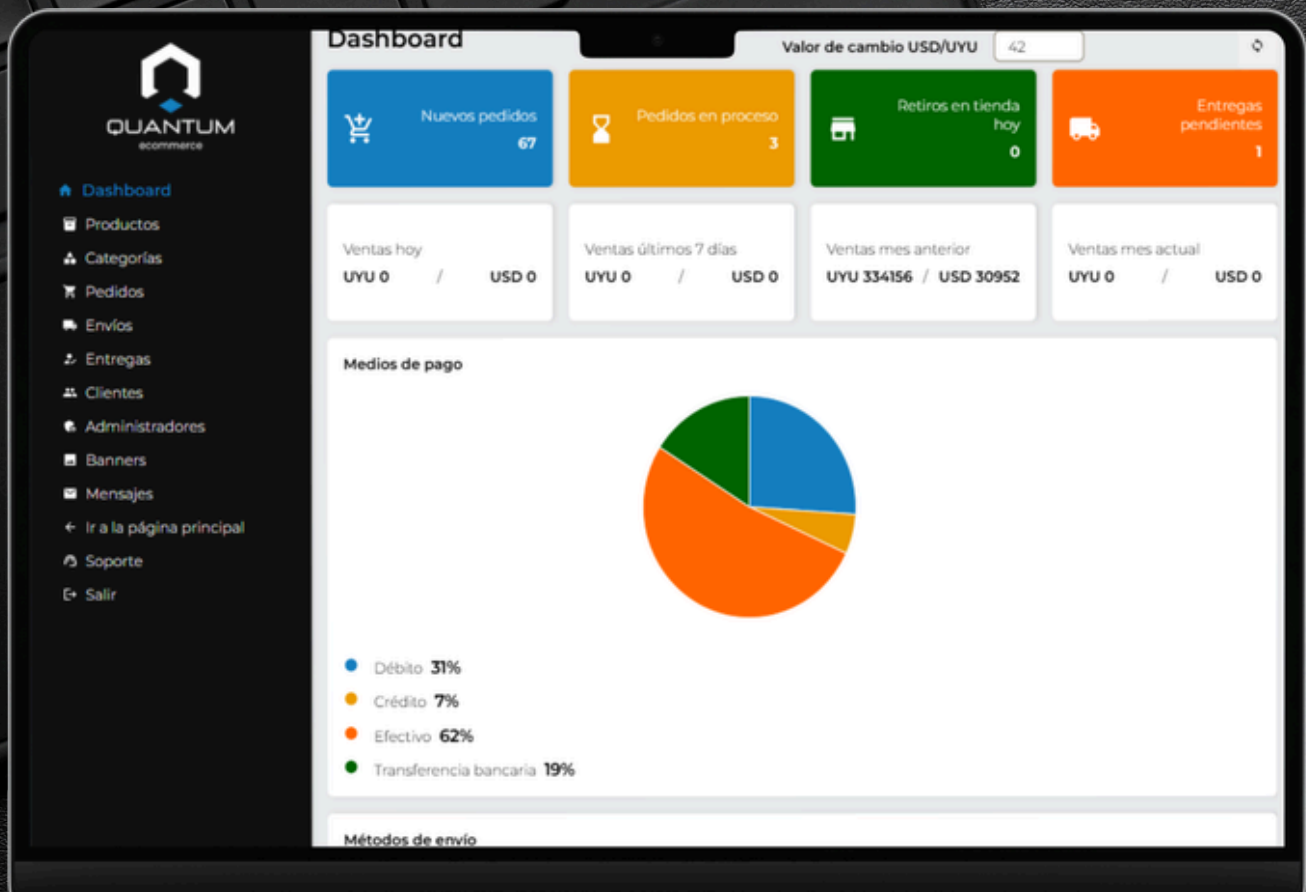 QUANTUM
ecommerce
Dashboard
Productos
Categorías
Pedidos
Envíos
Entregas
Clientes
Administradores
Banners
Mensajes
Ir a la página principal
Soporte
Salir
Dashboard
Valor de cambio USD/UYU 42
Nuevos pedidos
67
Pedidos en proceso
3
Retiros en tienda
hoy
0
Entregas
pendientes
1
Ventas hoy
UYU 0 / USD 0
Ventas últimos 7 días
UYU 0 / USD 0
Ventas mes anterior
UYU 334156 / USD 30952
Ventas mes actual
UYU 0 / USD 0
Medios de pago
Débito 31%
Crédito 7%
Efectivo 62%
Transferencia bancaria 19%
Métodos de envío